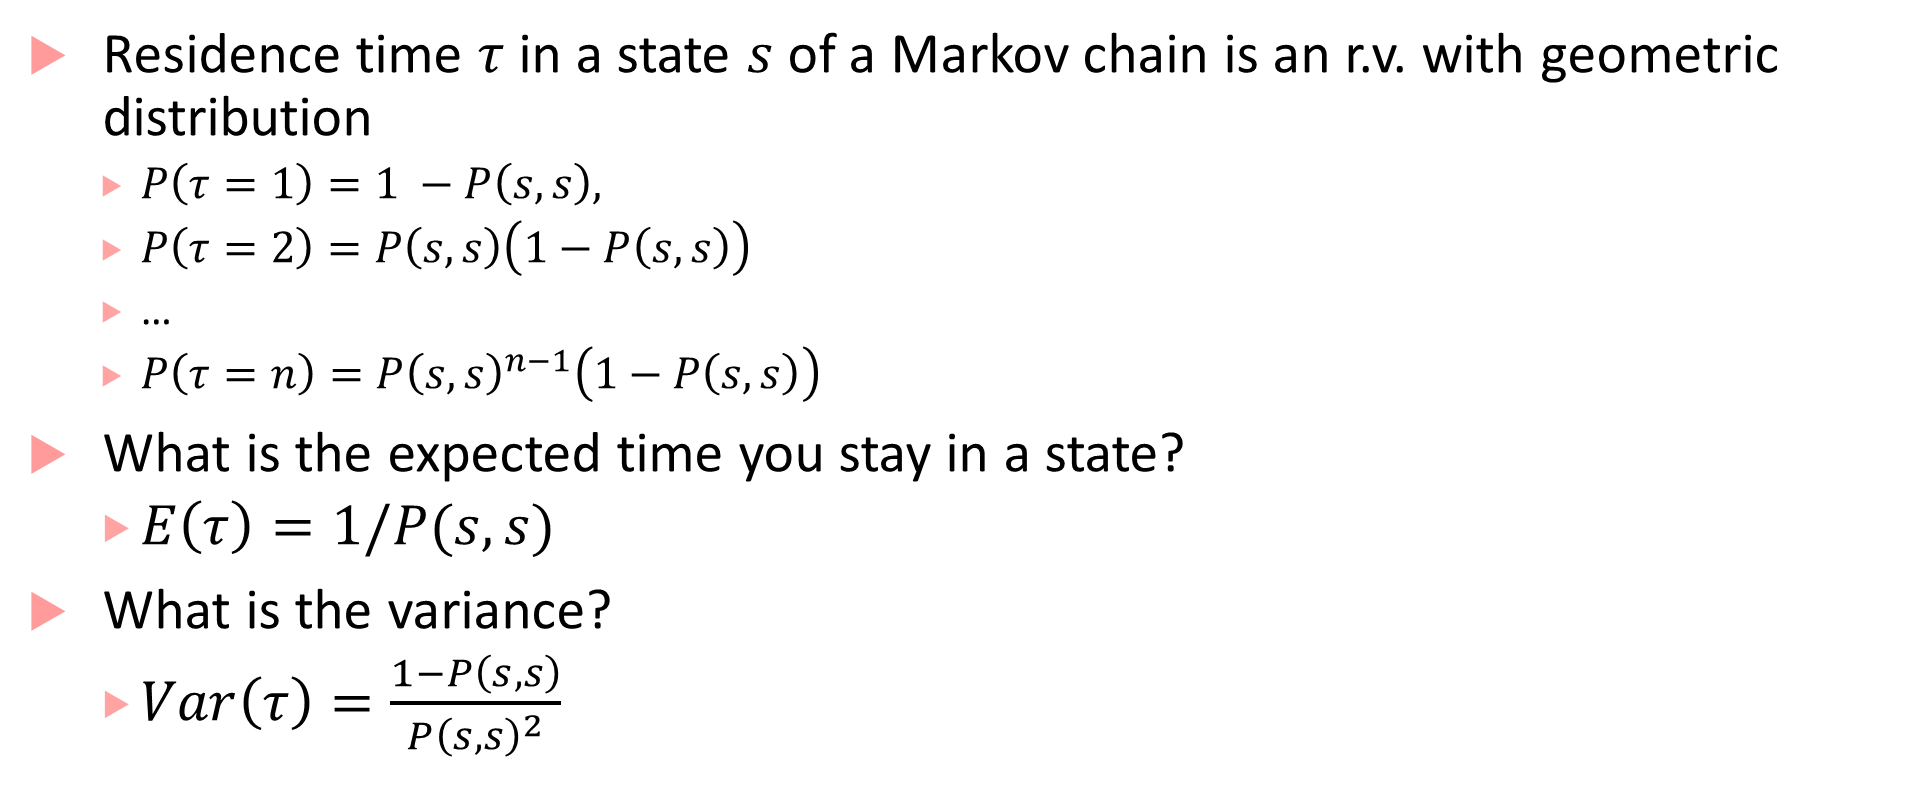 Residence time τ in a state s of a Markov chain is an r.v. with geometric
distribution
P(τ = 1) = 1 − P(s, s),
P(τ = 2) = P(s, s)(1 − P(s, s))
...
P(τ = n) = P(s, s)ⁿ⁻¹(1 − P(s, s))
What is the expected time you stay in a state?
E(τ) = 1/P(s, s)
What is the variance?
Var(τ) = \frac{1−P(s,s)}{P(s,s)²}